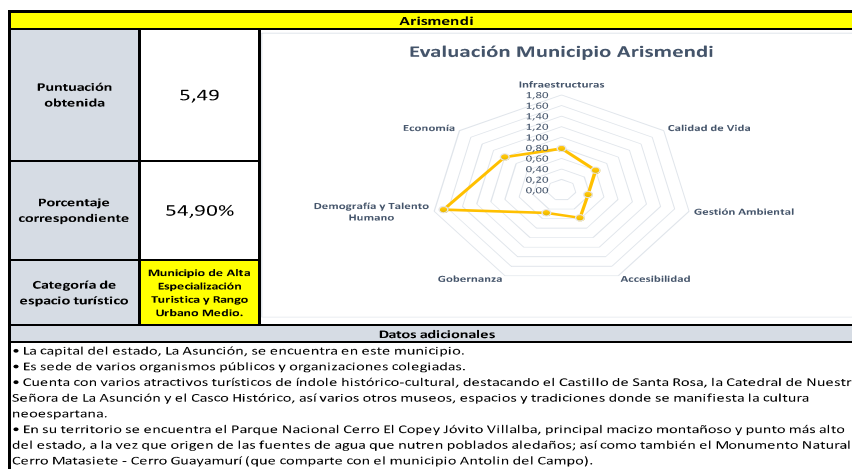 Arismendi
Puntuación
obtenida
5,49
Porcentaje
correspondiente
54,90%
Categoría de
espacio turístico
Municipio de Alta
Especialización
Turistica y Rango
Urbano Medio.
Evaluación Municipio Arismendi
Infraestructuras
1,80
1,60
1,40
1,20
1,00
0,80
0,60
0,40
0,20
0,00
Calidad de Vida
Gestión Ambiental
Accesibilidad
Gobernanza
Demografía y Talento
Humano
Economía
Datos adicionales
• La capital del estado, La Asunción, se encuentra en este municipio.
• Es sede de varios organismos públicos y organizaciones colegiadas.
• Cuenta con varios atractivos turísticos de índole histórico-cultural, destacando el Castillo de Santa Rosa, la Catedral de Nuestr
Señora de La Asunción y el Casco Histórico, así varios otros museos, espacios y tradiciones donde se manifiesta la cultura
neoespartana.
• En su territorio se encuentra el Parque Nacional Cerro El Copey Jóvito Villalba, principal macizo montañoso y punto más alto
del estado, a la vez que origen de las fuentes de agua que nutren poblados aledaños; así como también el Monumento Natural
Cerro Matasiete - Cerro Guayamurí (que comparte con el municipio Antolin del Campo).